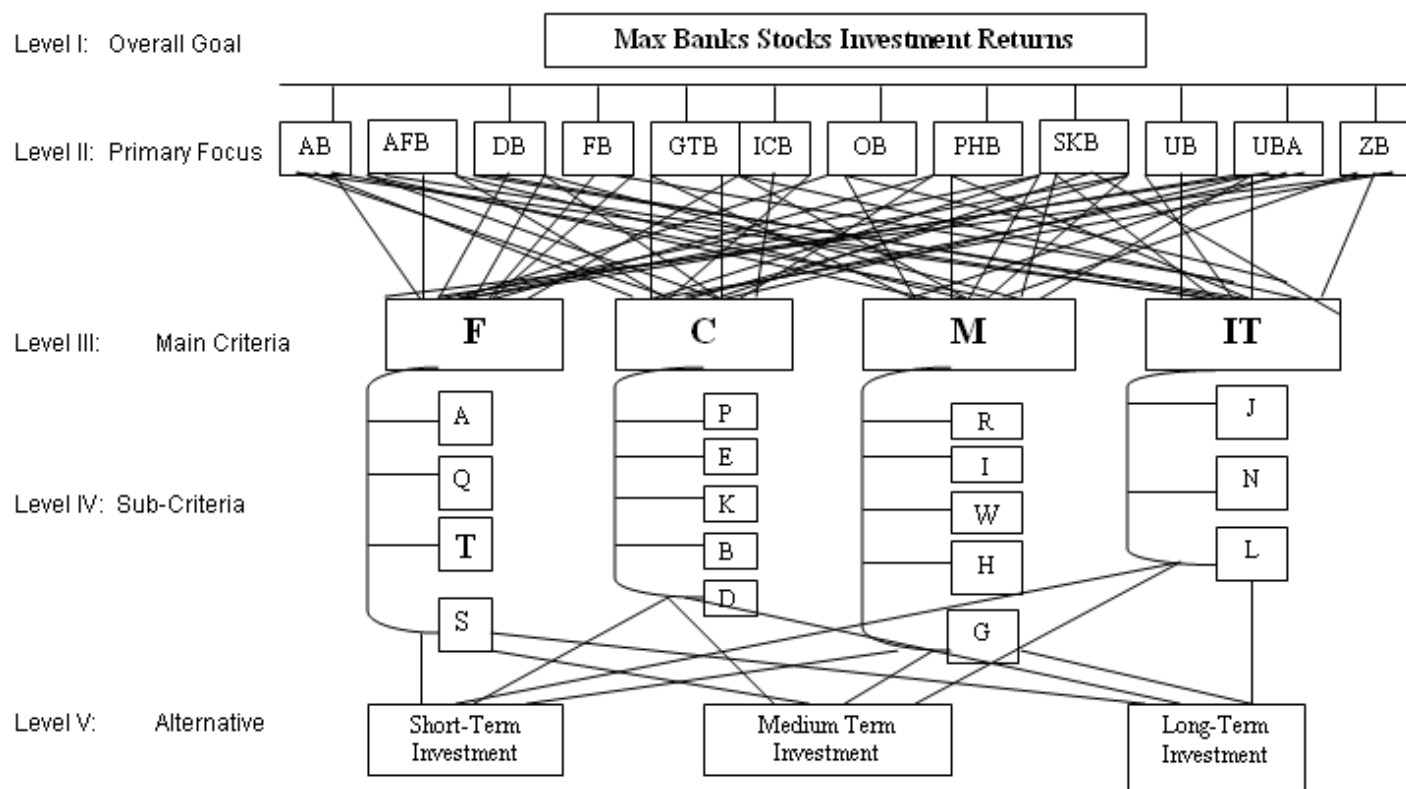 Level I: Overall Goal
Max Banks Stocks Investment Returns
Level II: Primary Focus
AB
AFB
DB
FB
GTB
ICB
OB
PHB
SKB
UB
UBA
ZB
Level III: Main Criteria
F
C
M
IT
Level IV: Sub-Criteria
A
Q
T
S
P
E
K
B
D
R
I
W
H
G
J
N
L
Level V: Alternative
Short-Term
Investment
Medium Term
Investment
Long-Term
Investment